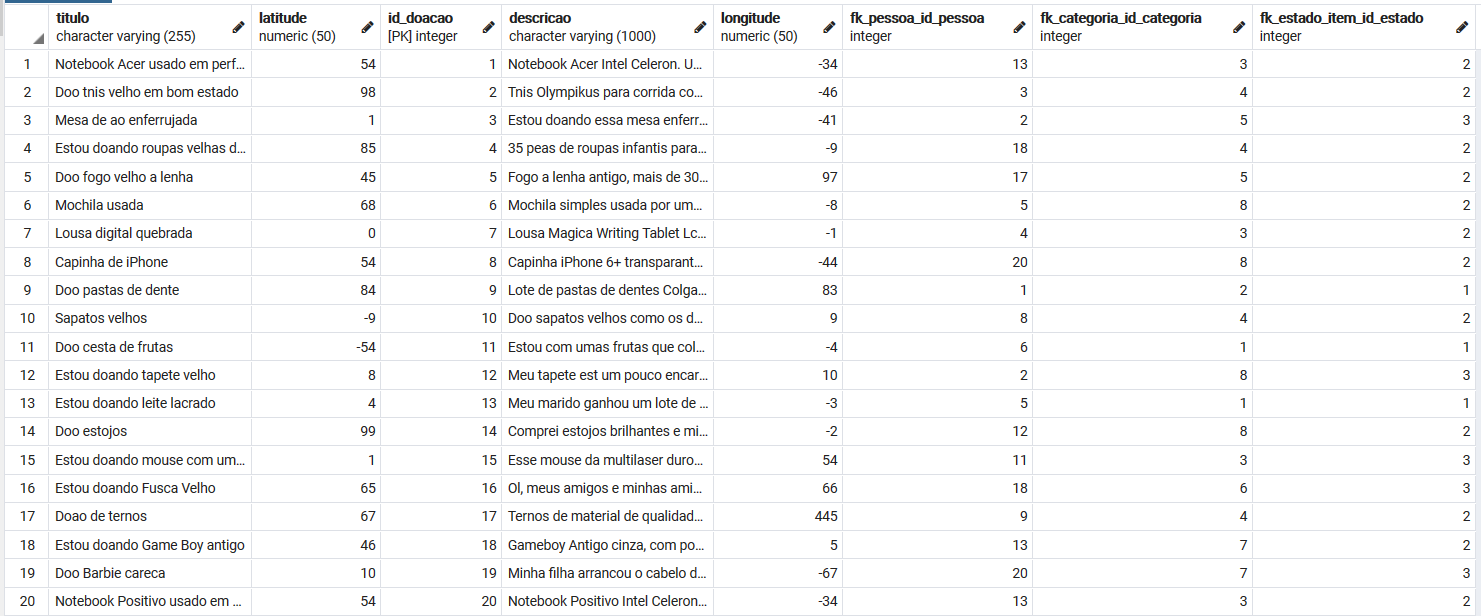 titulo latitude id_doacao descricao longitude fk_pessoa_id_pessoa fk_categoria_id_categoria fk_estado_item_id_estado
character varying (255) numeric (50) [PK] integer character varying (1000) numeric (50) integer integer integer
1 Notebook Acer usado em perf... 54 1 Notebook Acer Intel Celeron. U... -34 13 3 2
2 Doo tnis velho em bom estado 98 2 Tnis Olympikus para corrida co... -46 3 4 2
3 Mesa de ao enferrujada 1 3 Estou doando essa mesa enferr... -41 2 5 3
4 Estou doando roupas velhas d... 85 4 35 peas de roupas infantis para... -9 18 4 2
5 Doo fogo velho a lenha 45 5 Fogo a lenha antigo, mais de 30... 97 17 5 2
6 Mochila usada 68 6 Mochila simples usada por um... -8 5 8 2
7 Lousa digital quebrada 0 7 Lousa Magica Writing Tablet Lc... -1 4 3 2
8 Capinha de iPhone 54 8 Capinha iPhone 6+ transparant... -44 20 8 2
9 Doo pastas de dente 84 9 Lote de pastas de dentes Colga... 83 1 2 1
10 Sapatos velhos -9 10 Doo sapatos velhos como os d... 9 8 4 2
11 Doo cesta de frutas -54 11 Estou com umas frutas que col... -4 6 1 1
12 Estou doando tapete velho 8 12 Meu tapete est um pouco encar... 10 2 8 3
13 Estou doando leite lacrado 4 13 Meu marido ganhou um lote de ... -3 5 1 1
14 Doo estojos 99 14 Comprei estojos brilhantes e mi... -2 12 8 2
15 Estou doando mouse com um... 1 15 Esse mouse da multilaser duro... 54 11 3 3
16 Estou doando Fusca Velho 65 16 Ol, meus amigos e minhas ami... 66 18 6 3
17 Doao de ternos 67 17 Ternos de material de qualidad... 445 9 4 2
18 Estou doando Game Boy antigo 46 18 Gameboy Antigo cinza, com po... 5 13 7 2
19 Doo Barbie careca 10 19 Minha filha arrancou o cabelo d... -67 20 7 3
20 Notebook Positivo usado em ... 54 20 Notebook Positivo Intel Celeron... -34 13 3 2